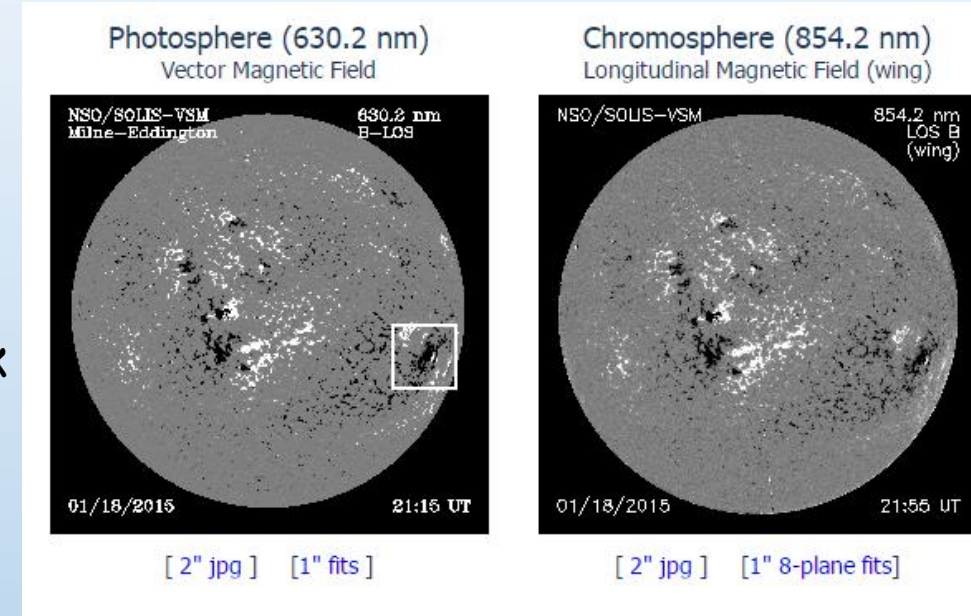 Photosphere (630.2 nm)
Vector Magnetic Field
NSO/SOLIS-VSM 630.2 nm
Milne-Eddington B-LOS
01/18/2015 21:15 UT
[ 2" jpg ] [1" fits ]
Chromosphere (854.2 nm)
Longitudinal Magnetic Field (wing)
NSO/SOLIS-VSM 854.2 nm
LOS B
(wing)
01/18/2015 21:55 UT
[ 2" jpg ] [1" 8-plane fits]